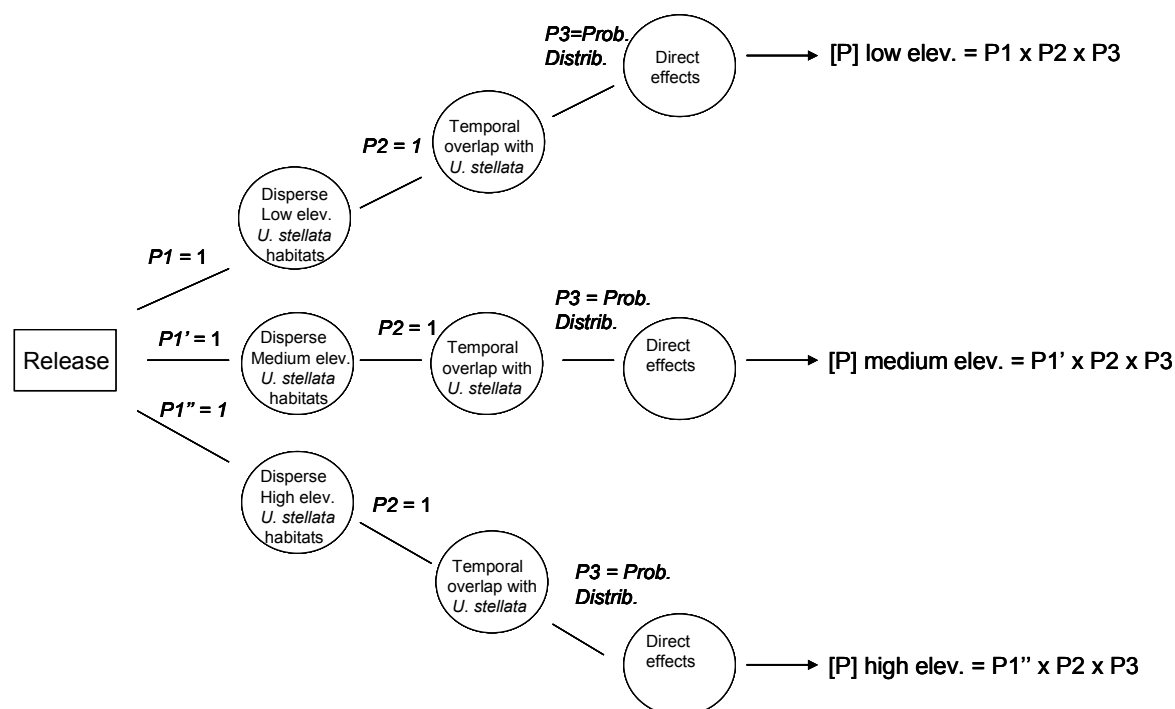 P3=Prob.
Distrib.
Direct
effects
[P] low elev. = P1 x P2 x P3
P2 = 1
Temporal
overlap with
U. stellata
Disperse
Low elev.
U. stellata
habitats
P1 = 1
Release
P1' = 1
Disperse
Medium elev.
U. stellata
habitats
P2 = 1
Temporal
overlap with
U. stellata
P3 = Prob.
Distrib.
Direct
effects
[P] medium elev. = P1' x P2 x P3
P1" = 1
Disperse
High elev.
U. stellata
habitats
P2 = 1
Temporal
overlap with
U. stellata
P3 = Prob.
Distrib.
Direct
effects
[P] high elev. = P1'' x P2 x P3